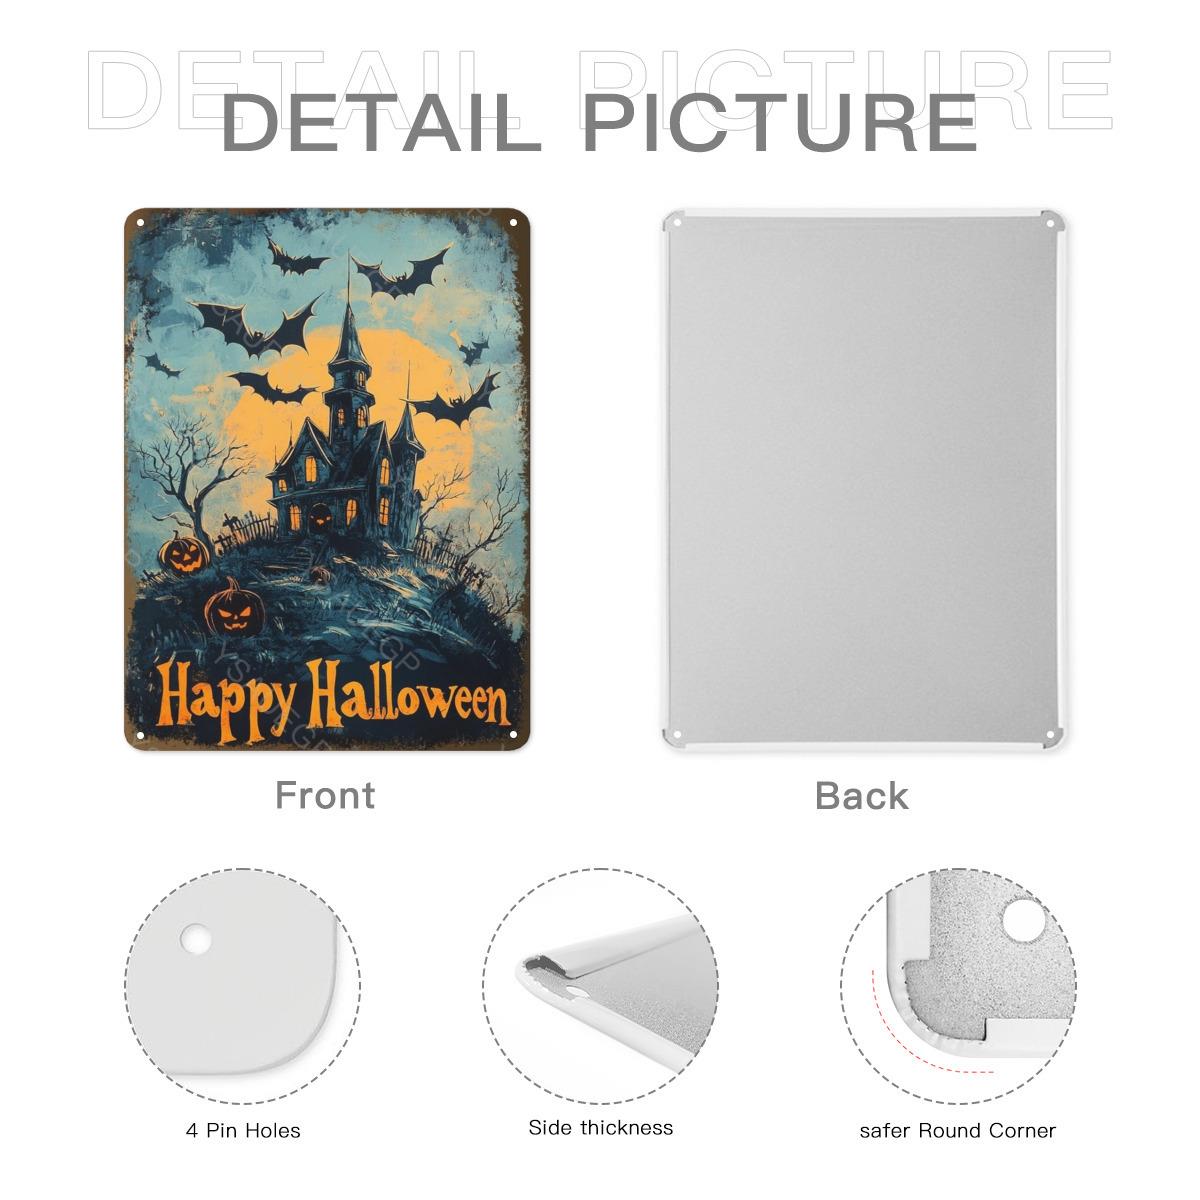 DETAIL PICTURE
DETAIL PICTURE
Happy Halloween
Front
Back
4 Pin Holes
Side thickness
safer Round Corner